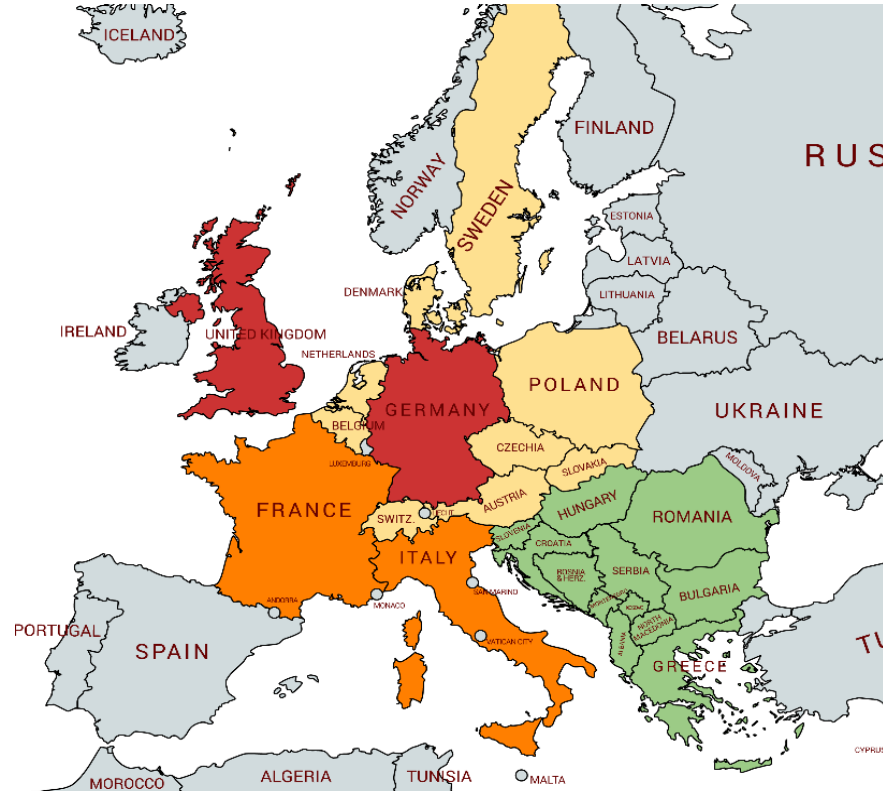 ICELAND
FINLAND
RUS
NORWAY
SWEDEN
ESTONIA
LATVIA
DENMARK
LITHUANIA
IRELAND
UNITED KINGDOM
BELARUS
NETHERLANDS
POLAND
GERMANY
UKRAINE
BELGIUM
CZECHIA
LUXEMBURG
SLOVAKIA
MOLDOVA
AUSTRIA
HUNGARY
FRANCE
SWITZ.
ROMANIA
SLOVENIA
CROATIA
ITALY
BOSNIA
& HERZ.
SERBIA
SAN MARINO
BULGARIA
ANDORRA
MONACO
MONTENEGRO
NORTH
MACEDONIA
PORTUGAL
VATICAN CITY
ALBANIA
SPAIN
GREECE
TU
CYPRUS
MOROCCO
ALGERIA
TUNISIA
MALTA